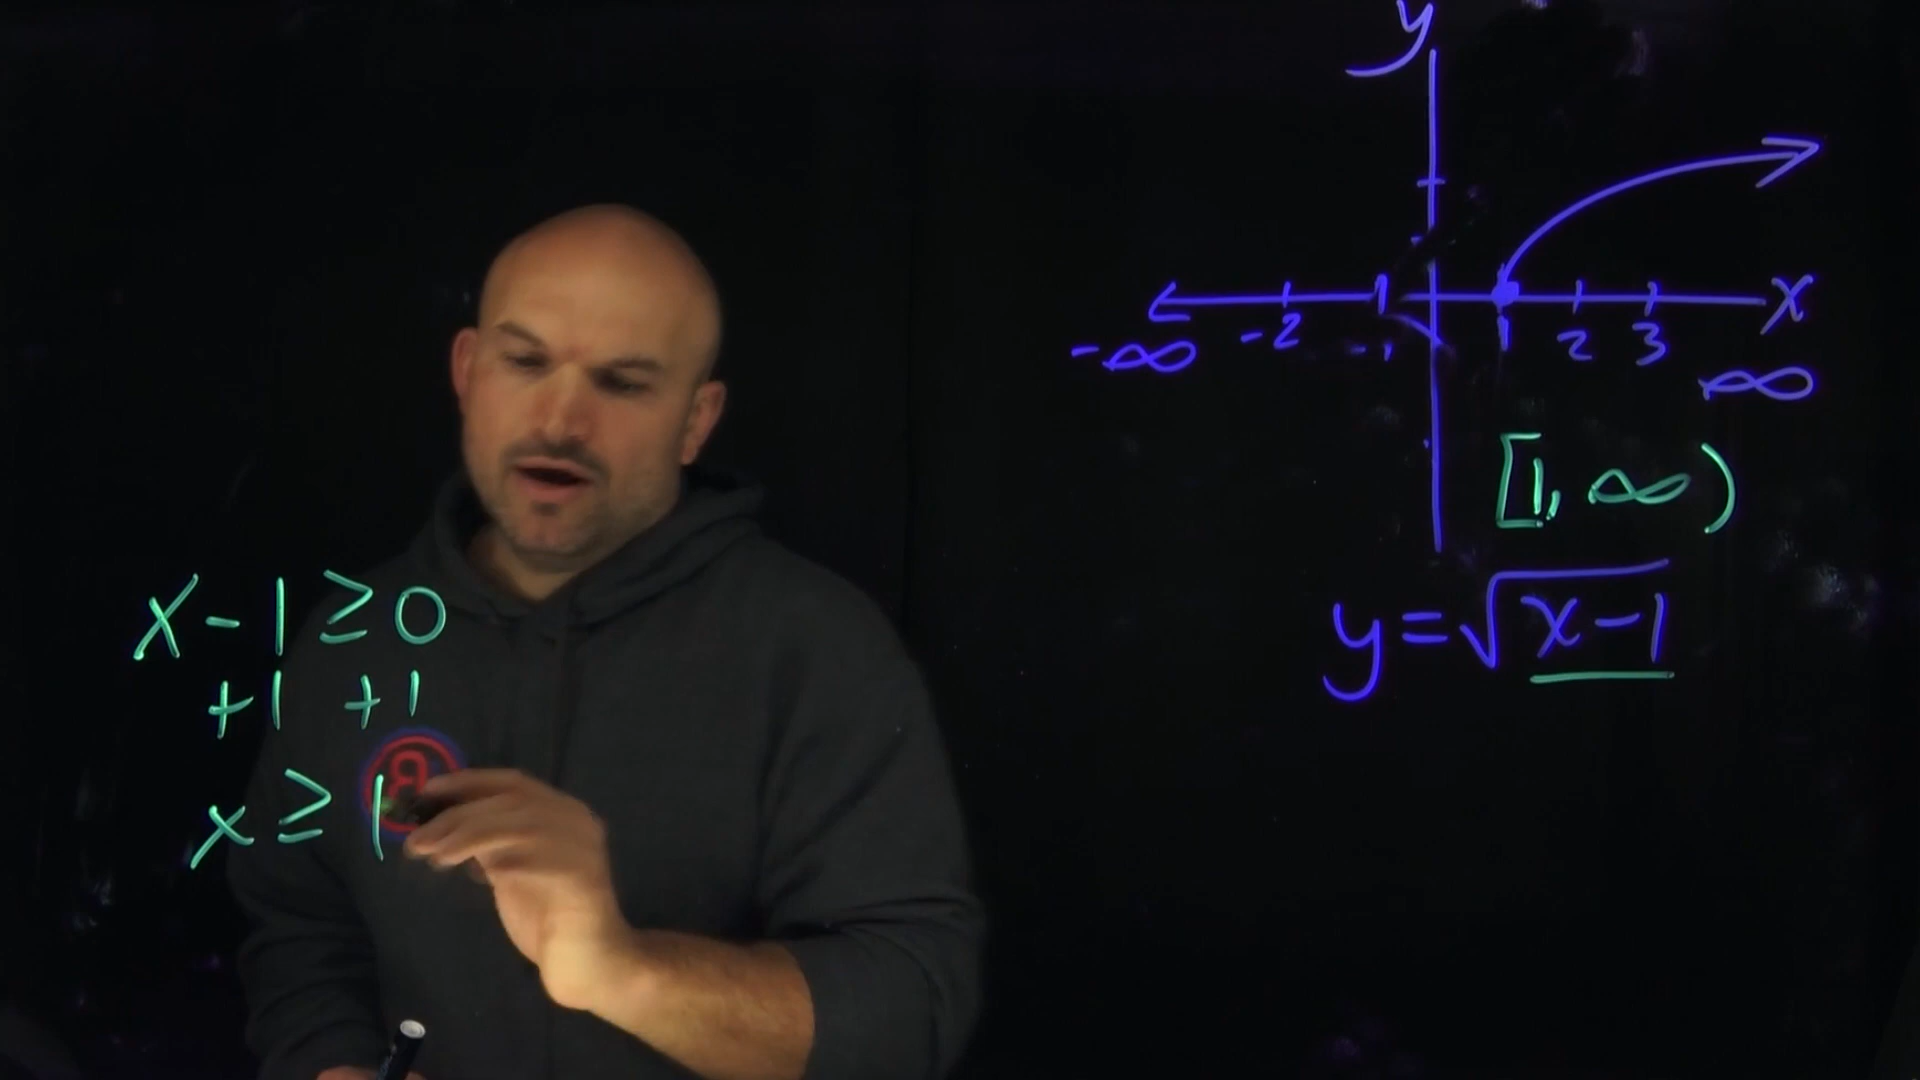 x - 1 ≥ 0
+1 +1
x ≥ 1
y
x
-2 -1 1 2 3
-∞ ∞
[1, ∞)
y = √x-1